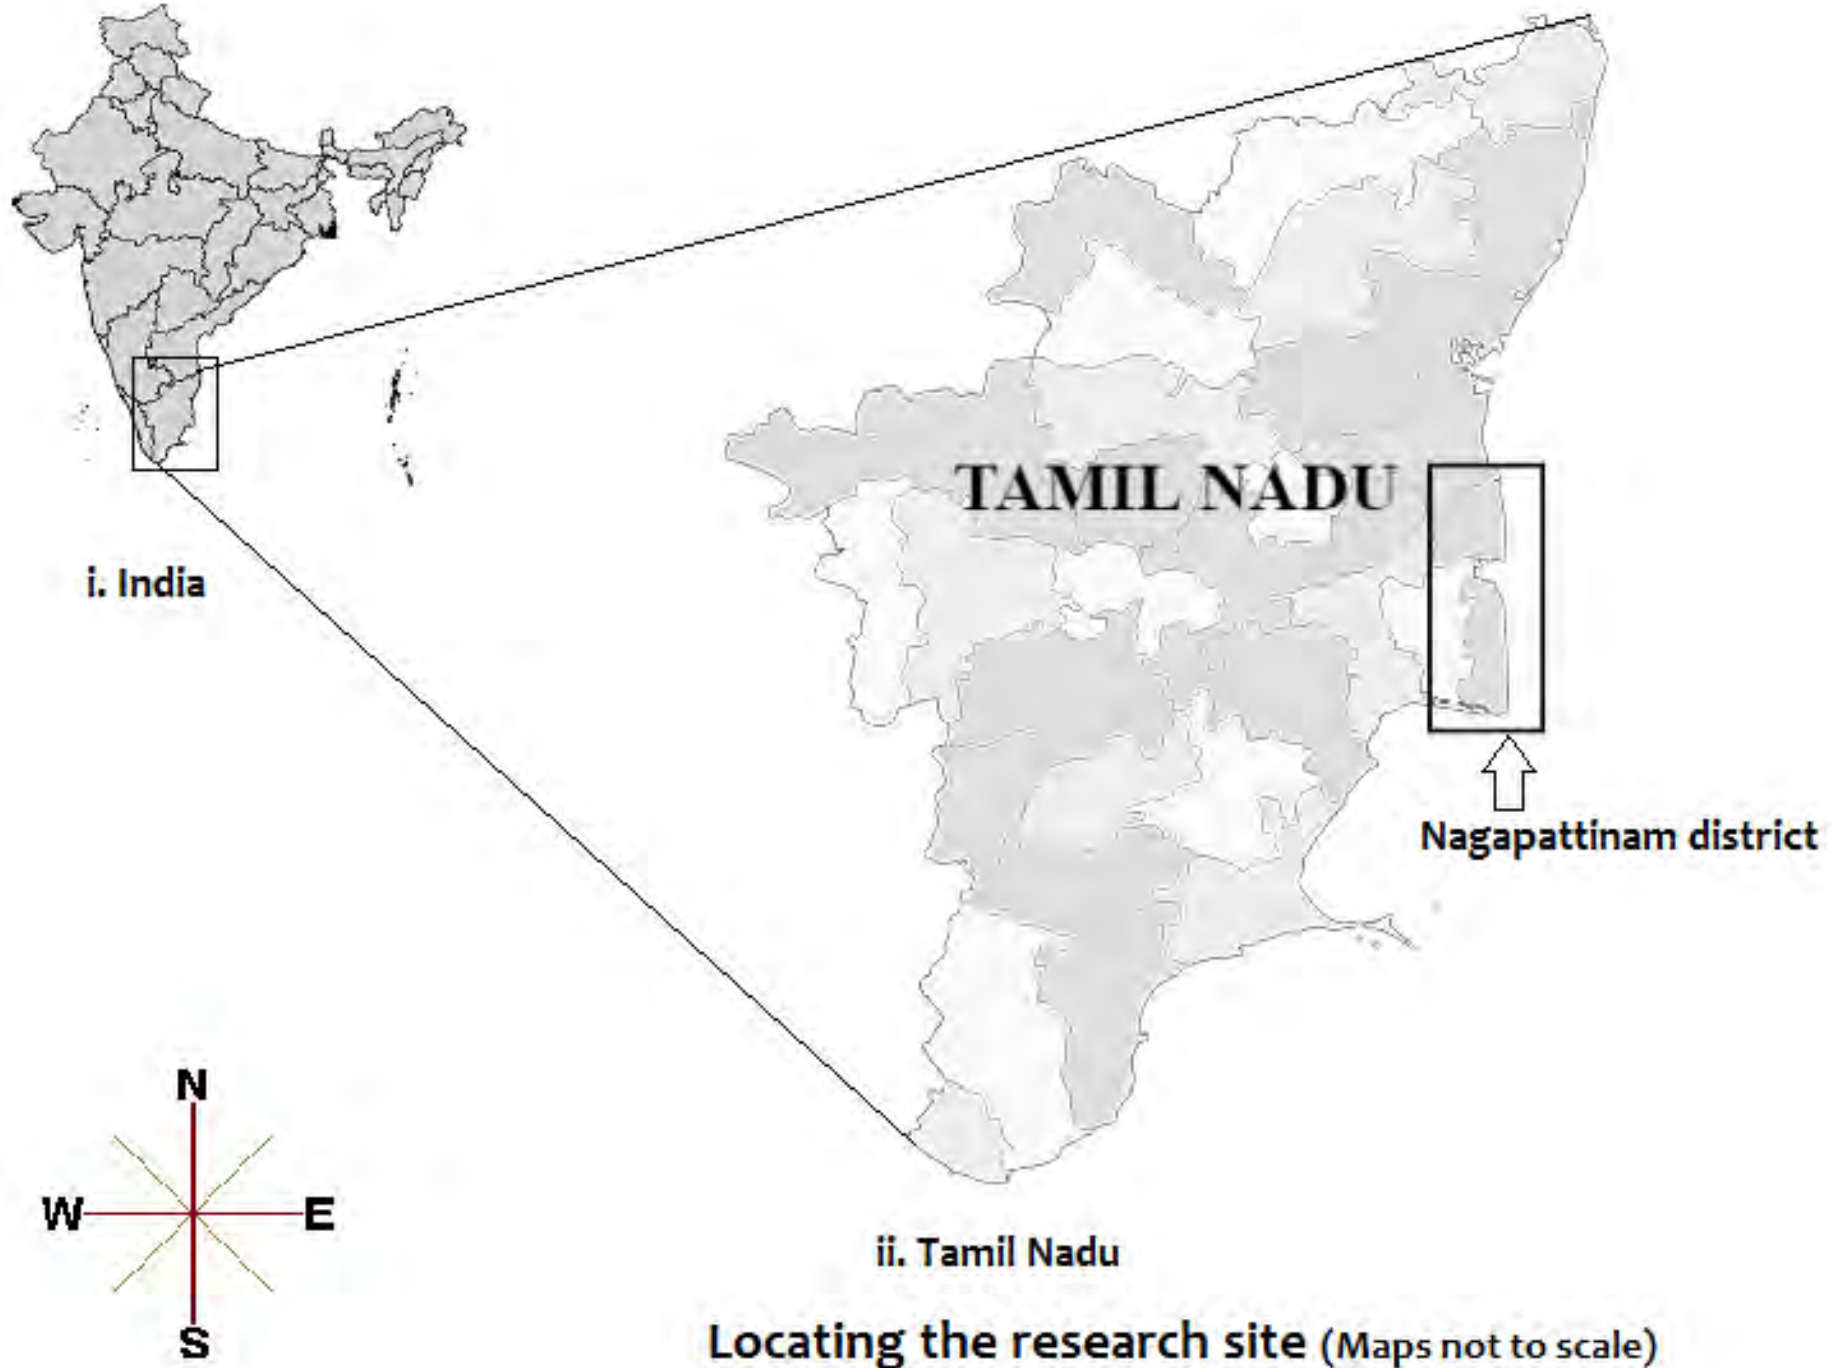 TAMIL NADU
i. India
Nagapattinam district
N
W E
S
ii. Tamil Nadu
Locating the research site (Maps not to scale)